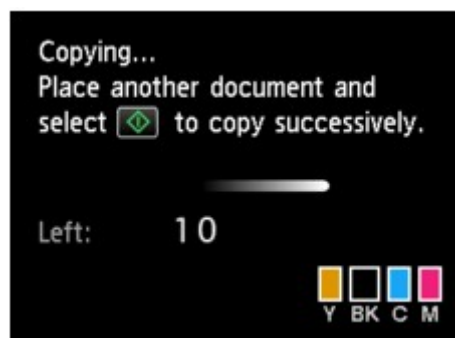 Copying...
Place another document and
select to copy successively.
Left: 10
Y BK C M